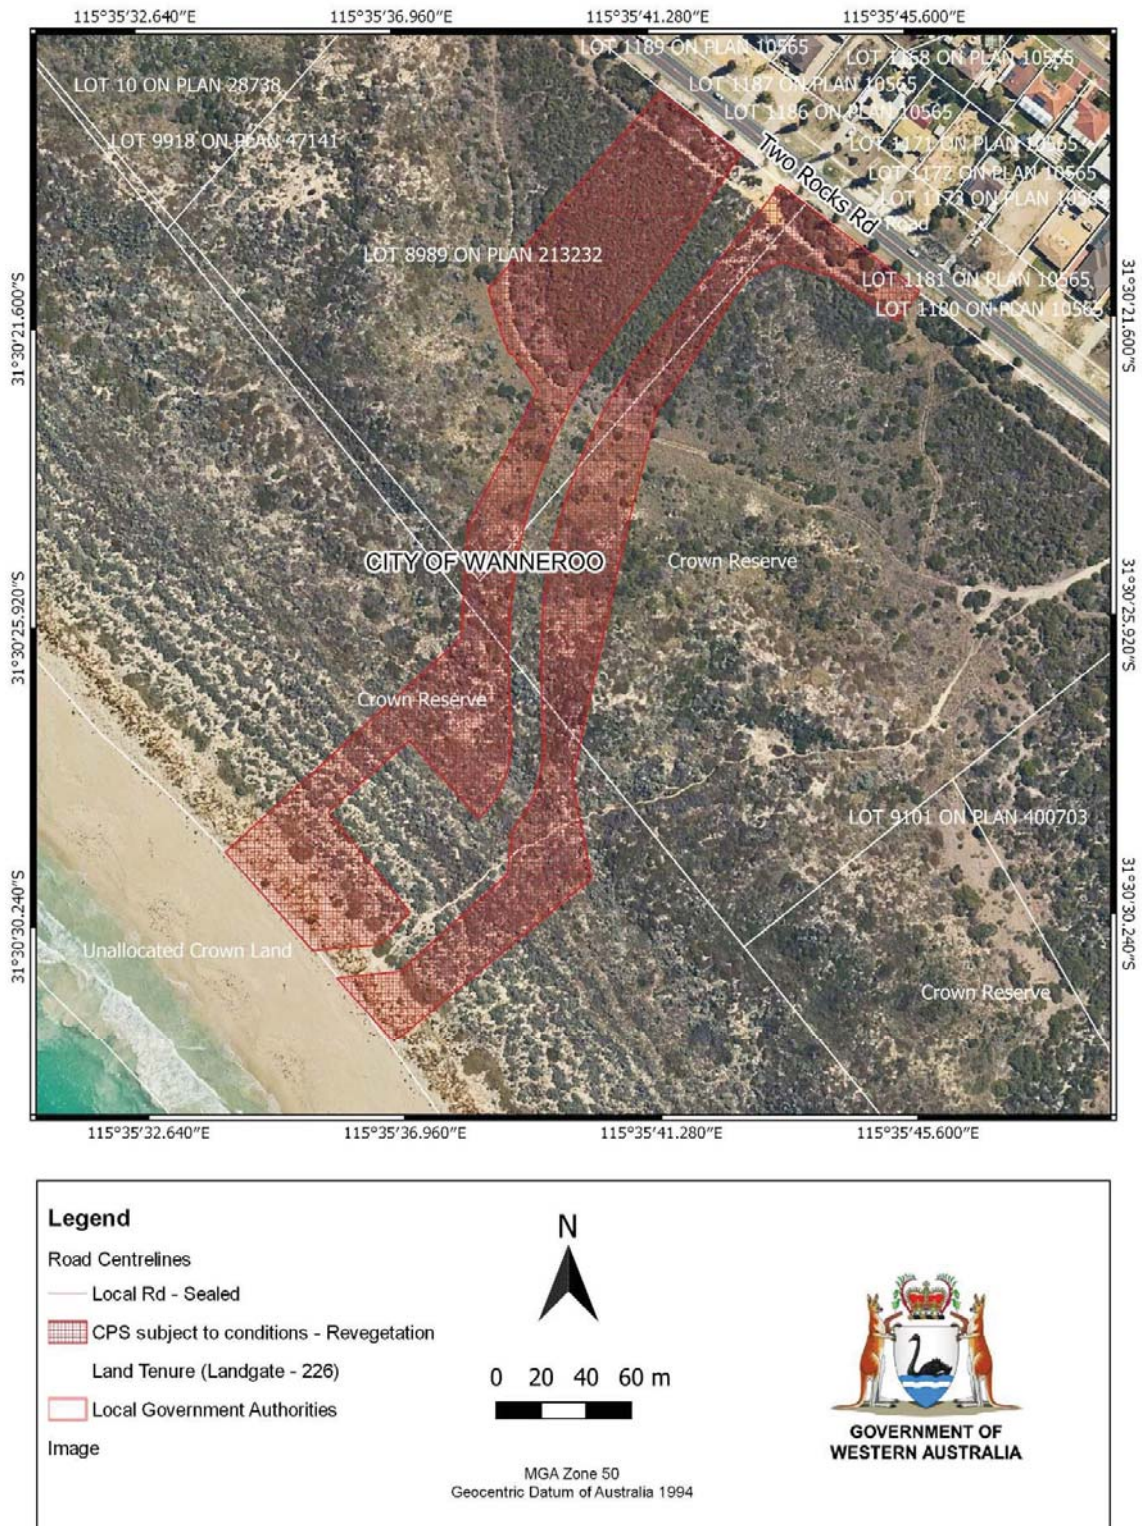 115°35'32.640"E 115°35'36.960"E 115°35'41.280"E 115°35'45.600"E
LOT 1189 ON PLAN 10565
LOT 1168 ON PLAN 10565
LOT 10 ON PLAN 28738
LOT 1187 ON PLAN 10565
LOT 1186 ON PLAN 10565
LOT 9918 ON PLAN 47141
LOT 1171 ON PLAN 10565
Two Rocks Rd
LOT 1172 ON PLAN 10565
LOT 1173 ON PLAN 10565
Road
LOT 8989 ON PLAN 213232
LOT 1181 ON PLAN 10565
LOT 1180 ON PLAN 10565
31°30'21.600"S
31°30'21.600"S
CITY OF WANNEROO
Crown Reserve
31°30'25.920"S
31°30'25.920"S
Crown Reserve
LOT 9101 ON PLAN 400703
31°30'30.240"S
31°30'30.240"S
Unallocated Crown Land
Crown Reserve
115°35'32.640"E 115°35'36.960"E 115°35'41.280"E 115°35'45.600"E
Legend
Road Centrelines
Local Rd - Sealed
CPS subject to conditions - Revegetation
Land Tenure (Landgate - 226)
Local Government Authorities
Image
N
0 20 40 60 m
MGA Zone 50
Geocentric Datum of Australia 1994
GOVERNMENT OF
WESTERN AUSTRALIA